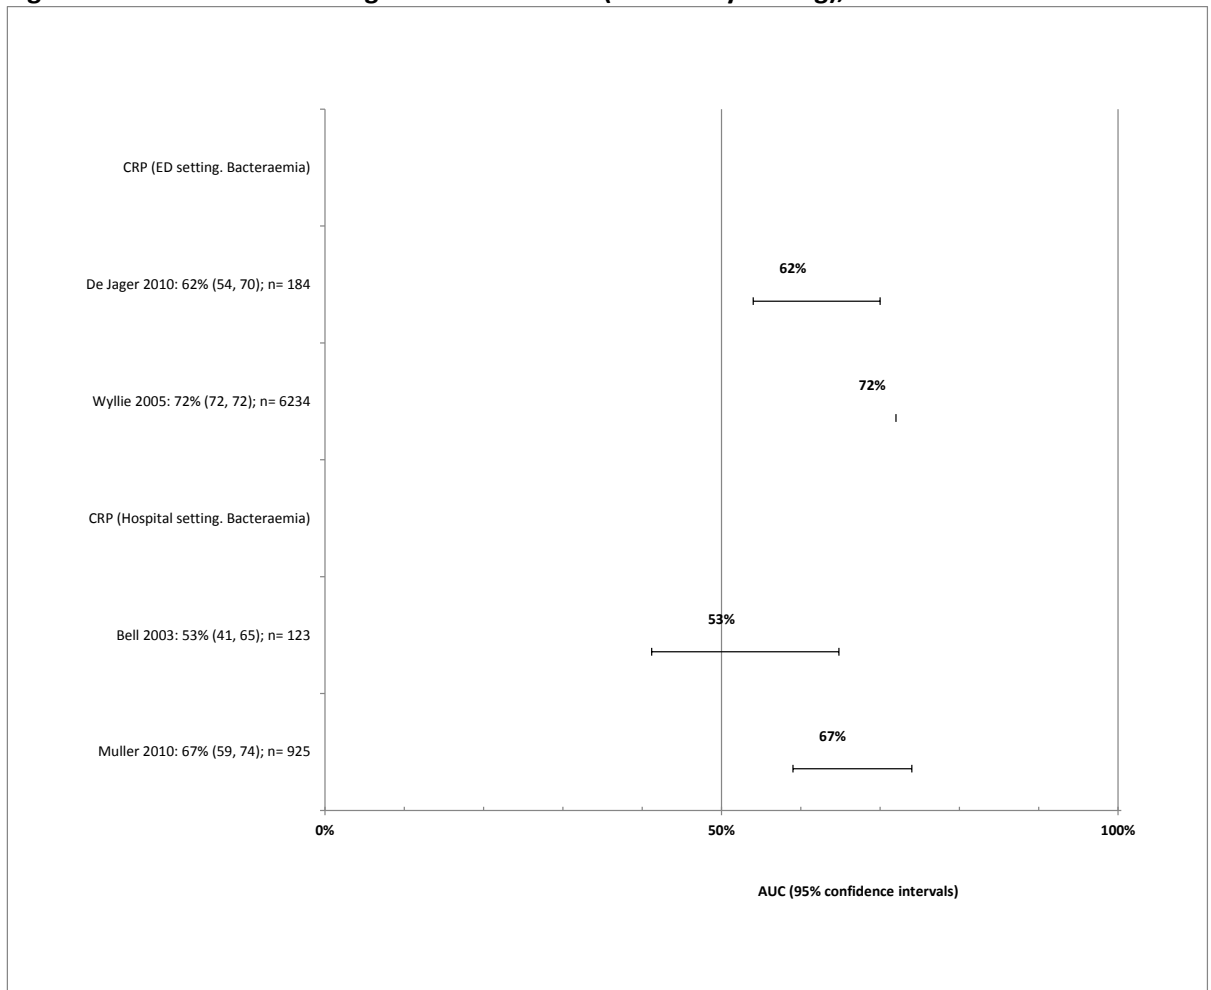 CRP (ED setting. Bacteraemia)
De Jager 2010: 62% (54, 70); n= 184
62%
Wyllie 2005: 72% (72, 72); n= 6234
72%
CRP (Hospital setting. Bacteraemia)
Bell 2003: 53% (41, 65); n= 123
53%
Muller 2010: 67% (59, 74); n= 925
67%
0% 50% 100%
AUC (95% confidence intervals)